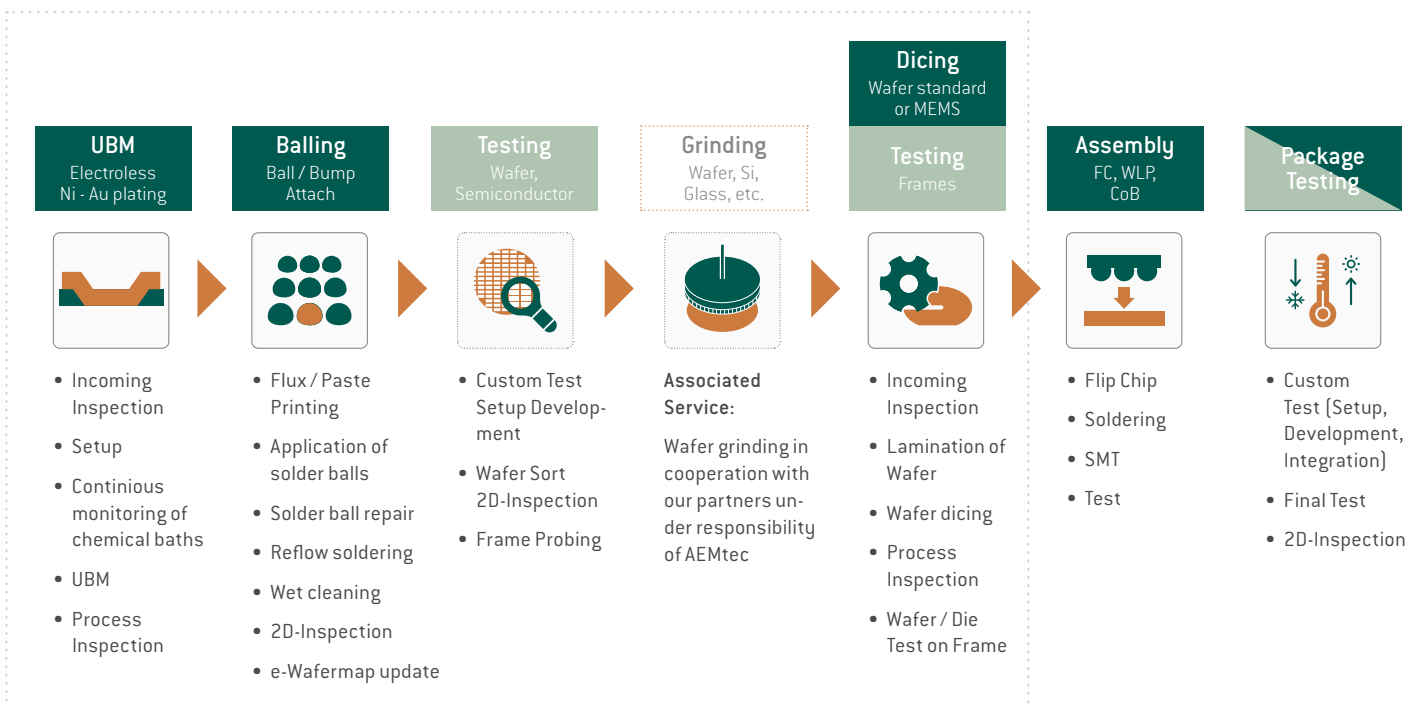 UBM
Electroless
Ni - Au plating
• Incoming
Inspection
• Setup
• Continious
monitoring of
chemical baths
• UBM
• Process
Inspection
Balling
Ball / Bump
Attach
• Flux / Paste
Printing
• Application of
solder balls
• Solder ball repair
• Reflow soldering
• Wet cleaning
• 2D-Inspection
• e-Wafermap update
Testing
Wafer,
Semiconductor
• Custom Test
Setup Develop-
ment
• Wafer Sort
2D-Inspection
• Frame Probing
Grinding
Wafer, Si,
Glass, etc.
Associated
Service:
Wafer grinding in
cooperation with
our partners un-
der responsibility
of AEMtec
Dicing
Wafer standard
or MEMS
Testing
Frames
• Incoming
Inspection
• Lamination of
Wafer
• Wafer dicing
• Process
Inspection
• Wafer / Die
Test on Frame
Assembly
FC, WLP,
CoB
• Flip Chip
• Soldering
• SMT
• Test
Package
Testing
• Custom
Test (Setup,
Development,
Integration)
• Final Test
• 2D-Inspection